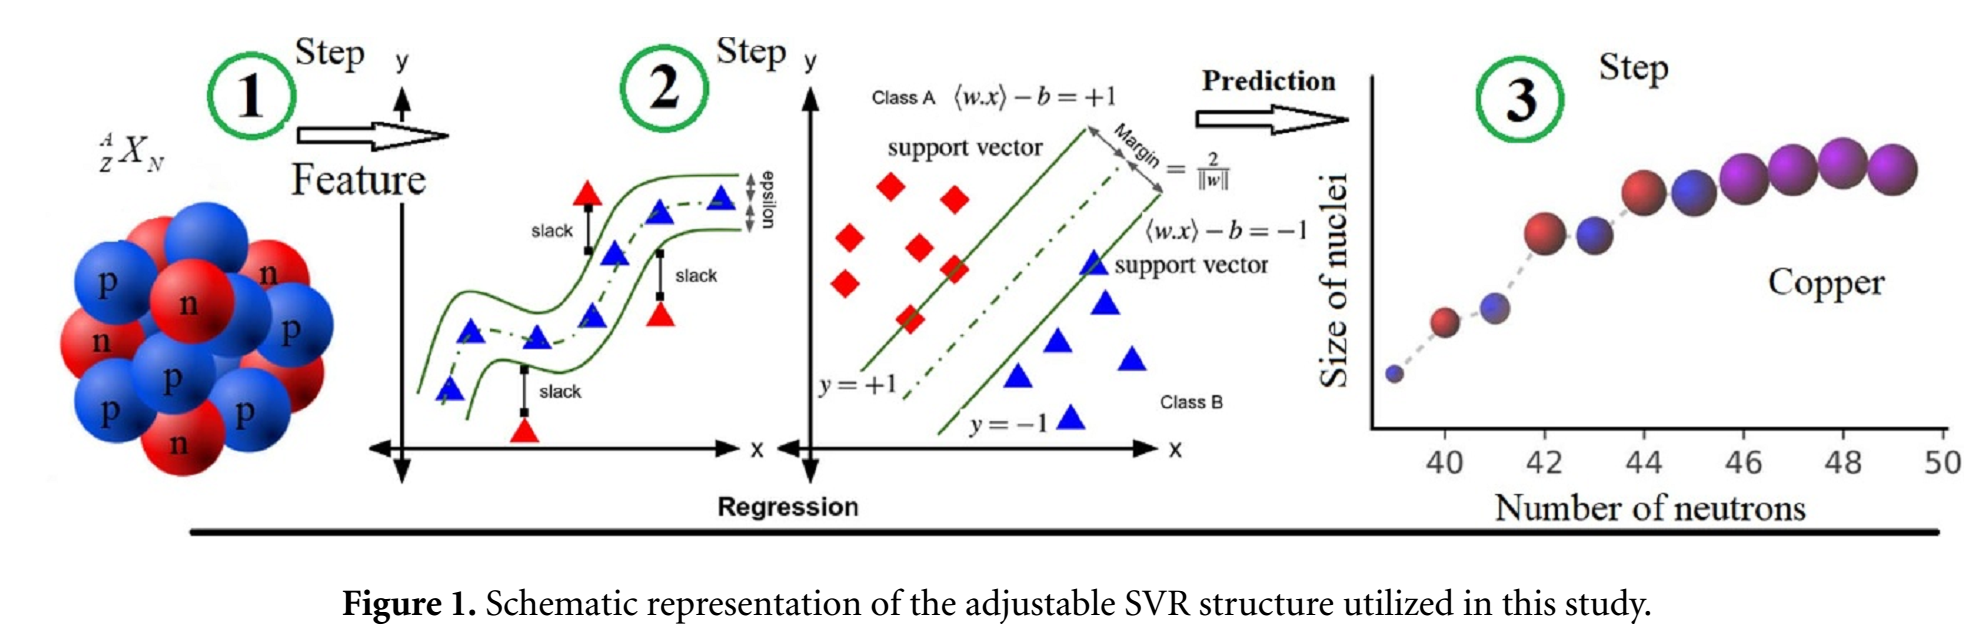 1
Step
Feature
^A_Z X_N
n
p
n
p
n
p
p
p
n
y
slack
slack
slack
epsilon
x
2
Step
y
Class A ⟨w.x⟩ − b = +1
support vector
Margin = 2/‖w‖
⟨w.x⟩ − b = −1
support vector
y = +1
y = −1
Class B
x
Regression
Prediction
3
Step
Size of nuclei
Copper
40 42 44 46 48 50
Number of neutrons
Figure 1. Schematic representation of the adjustable SVR structure utilized in this study.